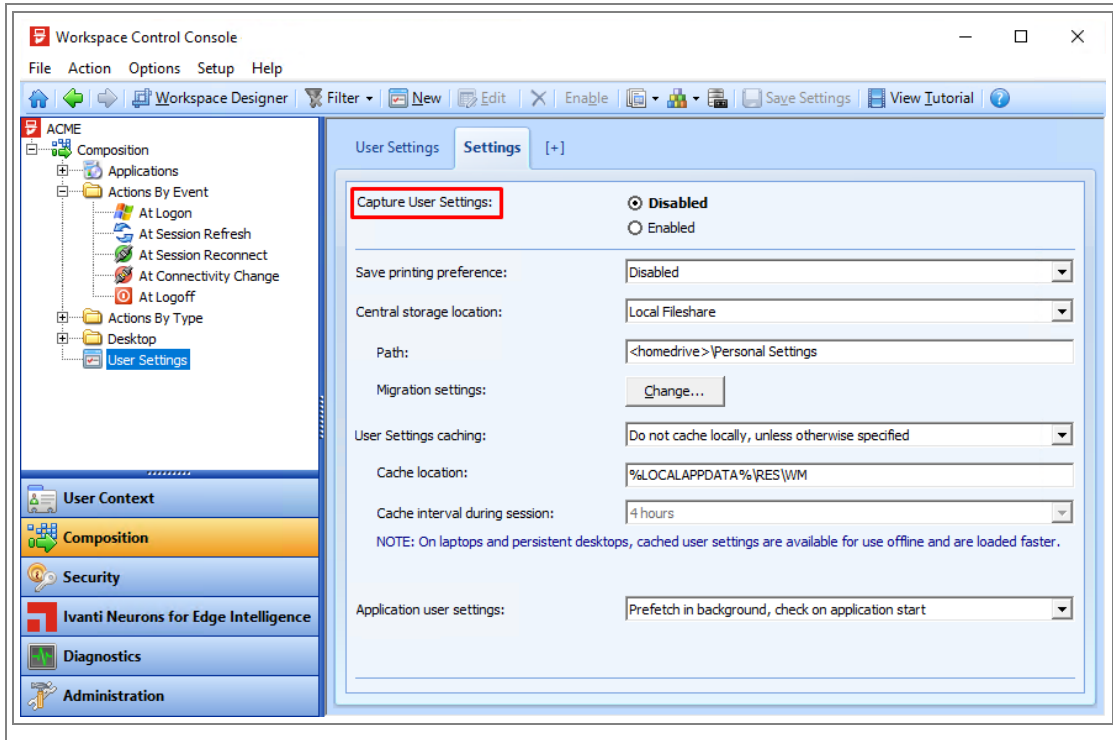 Workspace Control Console
File Action Options Setup Help
Workspace Designer Filter New Edit Enable Save Settings View Tutorial
ACME
Composition
Applications
Actions By Event
At Logon
At Session Refresh
At Session Reconnect
At Connectivity Change
At Logoff
Actions By Type
Desktop
User Settings
User Context
Composition
Security
Ivanti Neurons for Edge Intelligence
Diagnostics
Administration
User Settings Settings [+]
Capture User Settings: Disabled
Enabled
Save printing preference: Disabled
Central storage location: Local Fileshare
Path: <homedrive>\Personal Settings
Migration settings: Change...
User Settings caching: Do not cache locally, unless otherwise specified
Cache location: %LOCALAPPDATA%\RES\WM
Cache interval during session: 4 hours
NOTE: On laptops and persistent desktops, cached user settings are available for use offline and are loaded faster.
Application user settings: Prefetch in background, check on application start